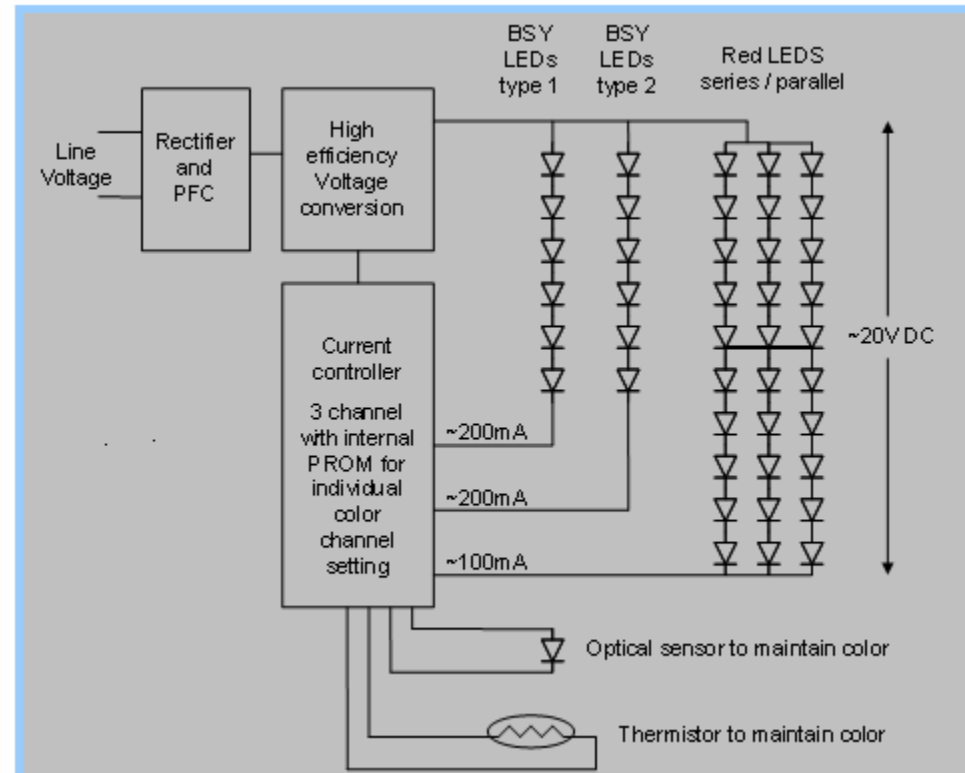 BSY
LEDs
type 1
BSY
LEDs
type 2
Red LEDS
series / parallel
Line
Voltage
Rectifier
and
PFC
High
efficiency
Voltage
conversion
~20V DC
Current
controller
3 channel
with internal
PROM for
individual
color
channel
setting
~200mA
~200mA
~100mA
Optical sensor to maintain color
Thermistor to maintain color